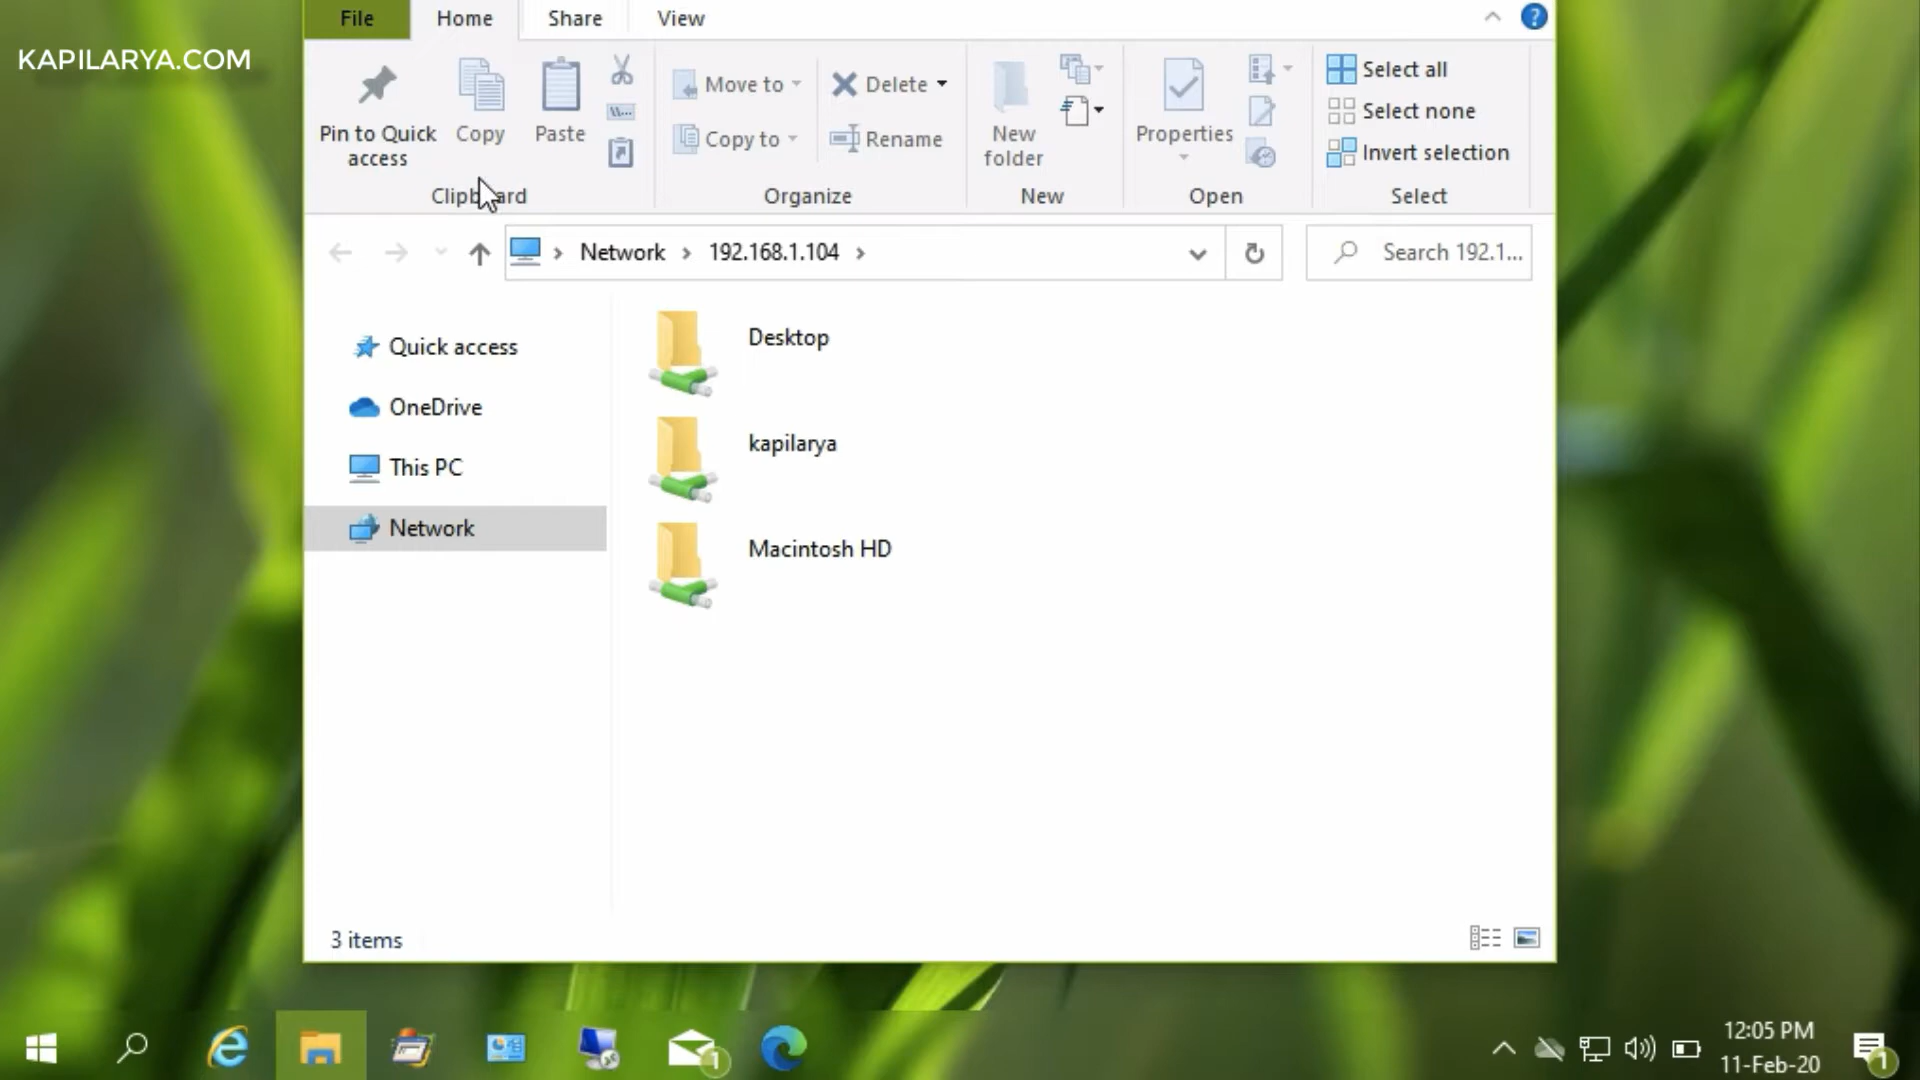 KAPILARYA.COM
File
Home
Share
View
Pin to Quick
access
Copy
Paste
Clipboard
Move to
Copy to
Delete
Rename
Organize
New
folder
New
Properties
Open
Select all
Select none
Invert selection
Select
Network
192.168.1.104
Search 192.1...
Quick access
OneDrive
This PC
Network
Desktop
kapilarya
Macintosh HD
3 items
1
12:05 PM
11-Feb-20
1